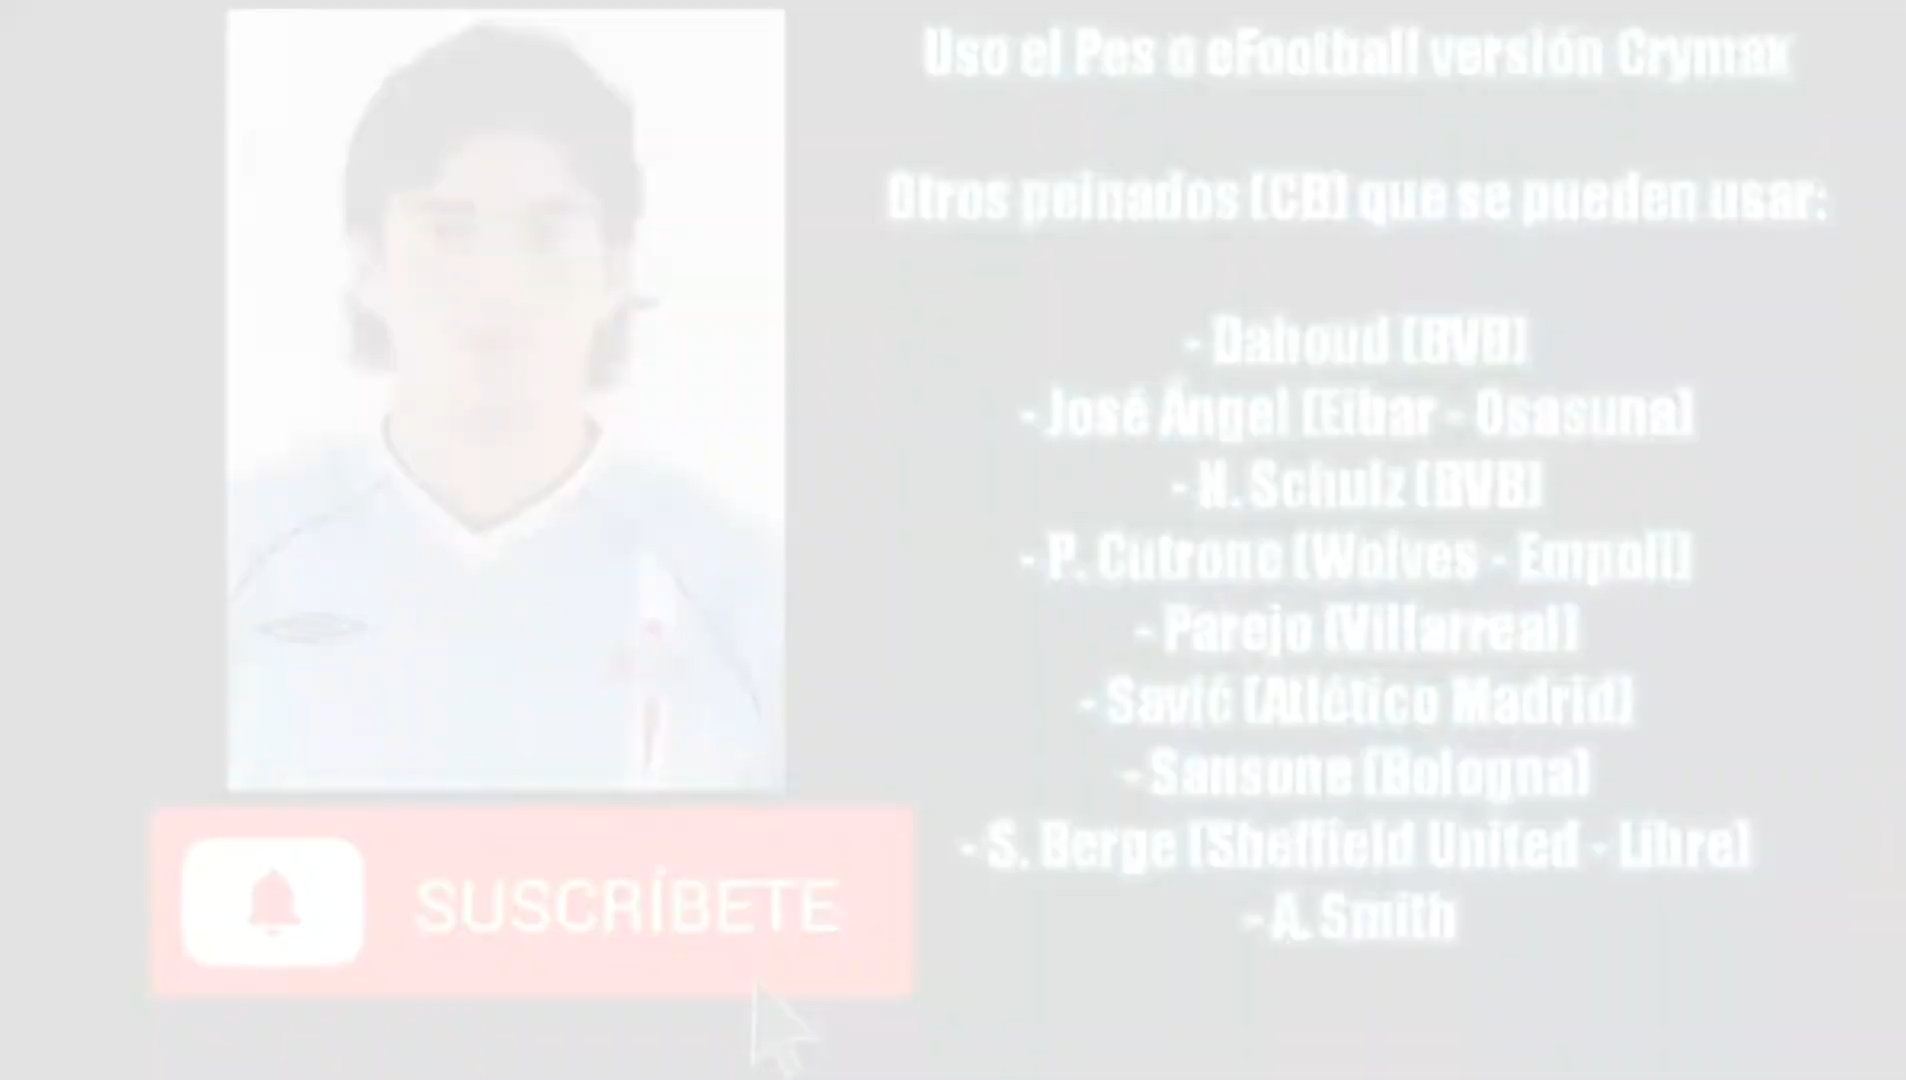 Uso el Pes o eFootball versión Crymax
Otros peinados (CB) que se pueden usar:
- Dahoud (BVB)
- José Ángel (Eibar - Osasuna)
- N. Schulz (BVB)
- P. Cutrone (Wolves - Empoli)
- Parejo (Villarreal)
- Savić (Atlético Madrid)
- Sansone (Bologna)
- S. Berge (Sheffield United - Libre)
- A. Smith
SUSCRÍBETE